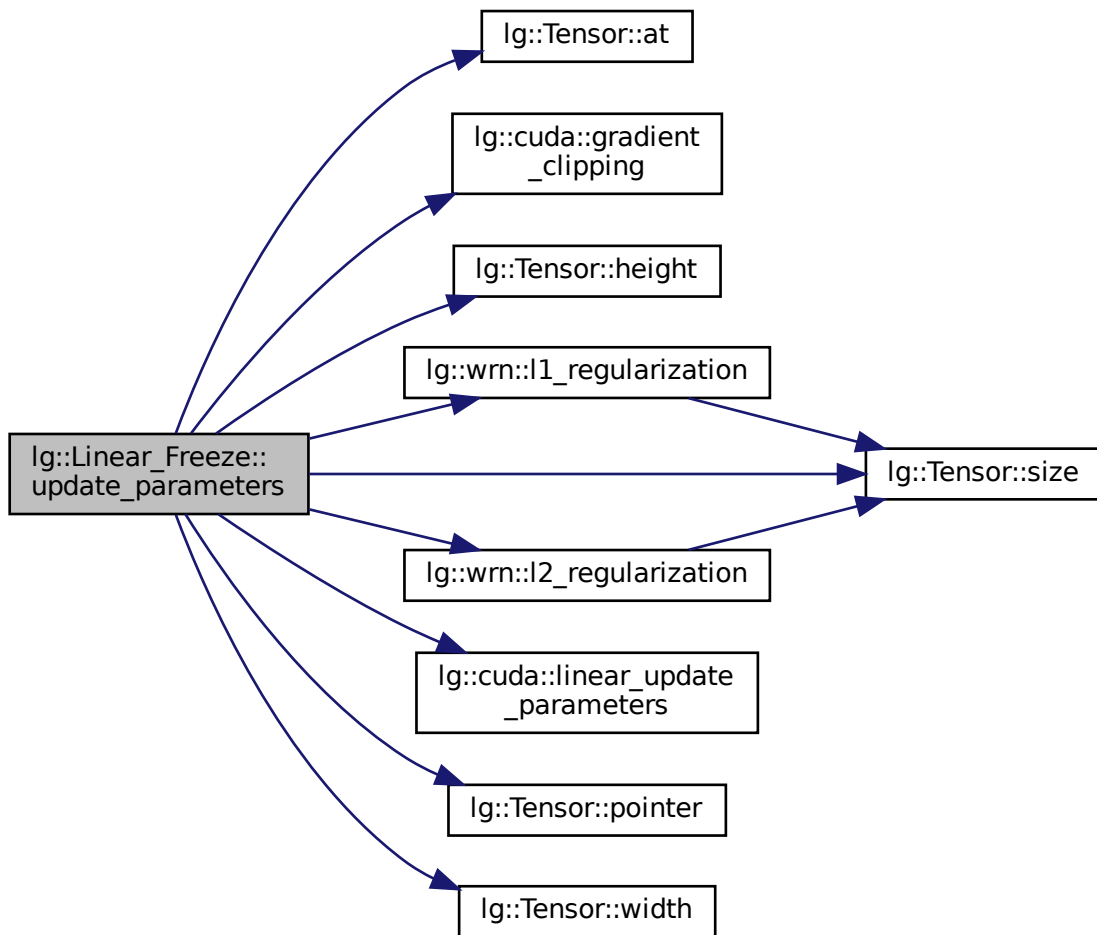 lg::Tensor::at
lg::cuda::gradient
_clipping
lg::Tensor::height
lg::wrn::l1_regularization
lg::Linear_Freeze::
update_parameters
lg::Tensor::size
lg::wrn::l2_regularization
lg::cuda::linear_update
_parameters
lg::Tensor::pointer
lg::Tensor::width